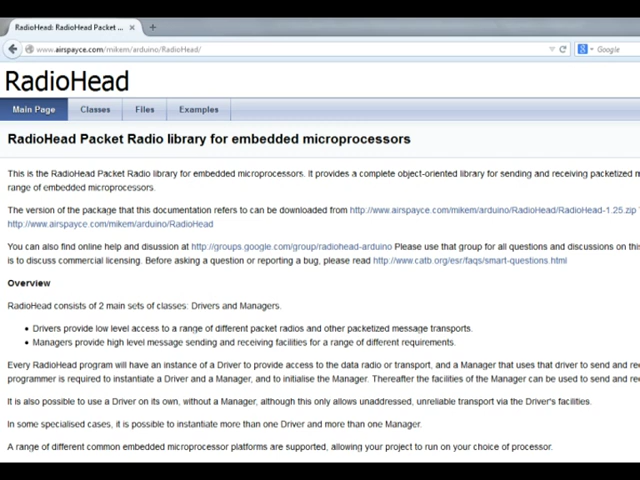 RadioHead: RadioHead Packet ...
www.airspayce.com/mikem/arduino/RadioHead/
Google
RadioHead
Main Page Classes Files Examples
RadioHead Packet Radio library for embedded microprocessors
This is the RadioHead Packet Radio library for embedded microprocessors. It provides a complete object-oriented library for sending and receiving packetized
range of embedded microprocessors.
The version of the package that this documentation refers to can be downloaded from http://www.airspayce.com/mikem/arduino/RadioHead/RadioHead-1.25.zip
http://www.airspayce.com/mikem/arduino/RadioHead
You can also find online help and disussion at http://groups.google.com/group/radiohead-arduino Please use that group for all questions and discussions on this
is to discuss commercial licensing. Before asking a question or reporting a bug, please read http://www.catb.org/esr/faqs/smart-questions.html
Overview
RadioHead consists of 2 main sets of classes: Drivers and Managers.
• Drivers provide low level access to a range of different packet radios and other packetized message transports.
• Managers provide high level message sending and receiving facilities for a range of different requirements.
Every RadioHead program will have an instance of a Driver to provide access to the data radio or transport, and a Manager that uses that driver to send and
programmer is required to instantiate a Driver and a Manager, and to initialise the Manager. Thereafter the facilities of the Manager can be used to send and
It is also possible to use a Driver on its own, without a Manager, although this only allows unaddressed, unreliable transport via the Driver's facilities.
In some specialised cases, it is possible to instantiate more than one Driver and more than one Manager.
A range of different common embedded microprocessor platforms are supported, allowing your project to run on your choice of processor.